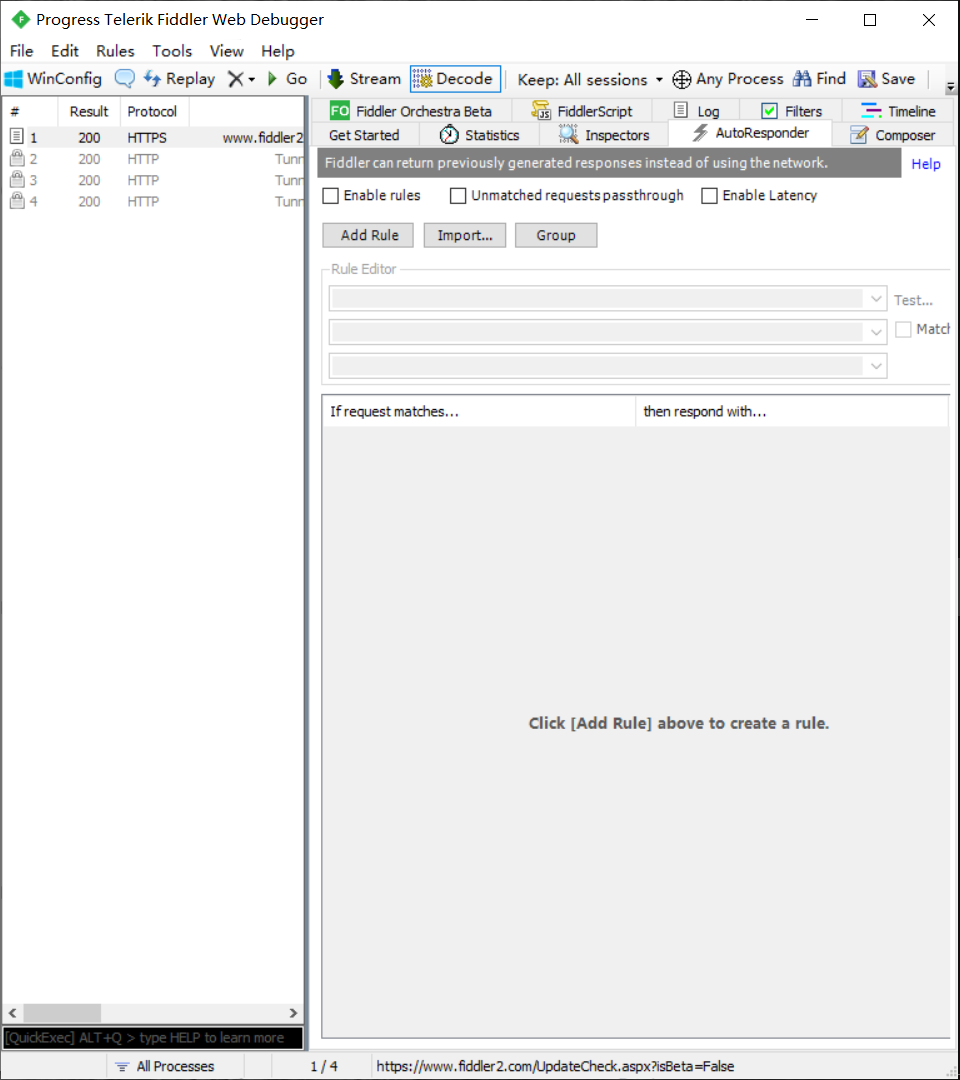 Progress Telerik Fiddler Web Debugger
File Edit Rules Tools View Help
WinConfig Replay Go Stream Decode Keep: All sessions Any Process Find Save
# Result Protocol
1 200 HTTPS www.fiddler2
2 200 HTTP Tunn
3 200 HTTP Tunn
4 200 HTTP Tunn
FO Fiddler Orchestra Beta FiddlerScript Log Filters Timeline
Get Started Statistics Inspectors AutoResponder Composer
Fiddler can return previously generated responses instead of using the network. Help
Enable rules Unmatched requests passthrough Enable Latency
Add Rule Import... Group
Rule Editor
Test...
Match
If request matches... then respond with...
Click [Add Rule] above to create a rule.
[QuickExec] ALT+Q > type HELP to learn more
All Processes 1 / 4 https://www.fiddler2.com/UpdateCheck.aspx?isBeta=False